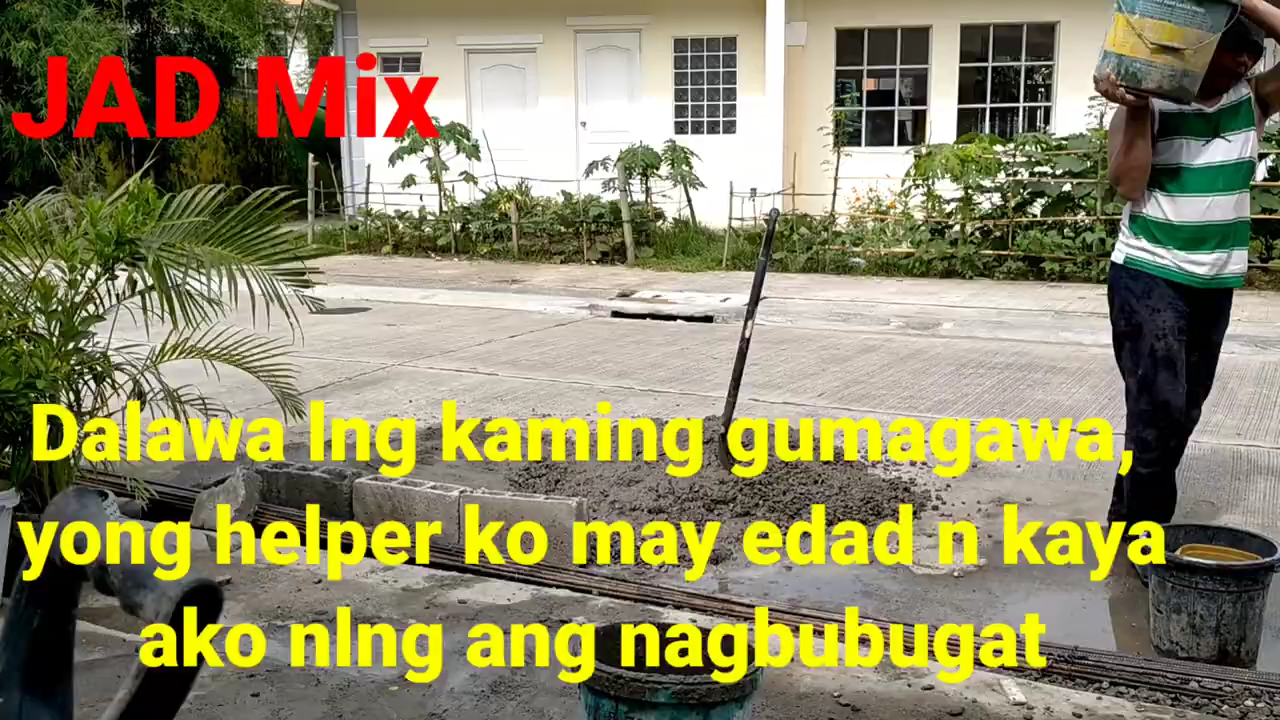 JAD Mix
Dalawa lng kaming gumagawa,
yong helper ko may edad n kaya
ako nlng ang nagbubugat